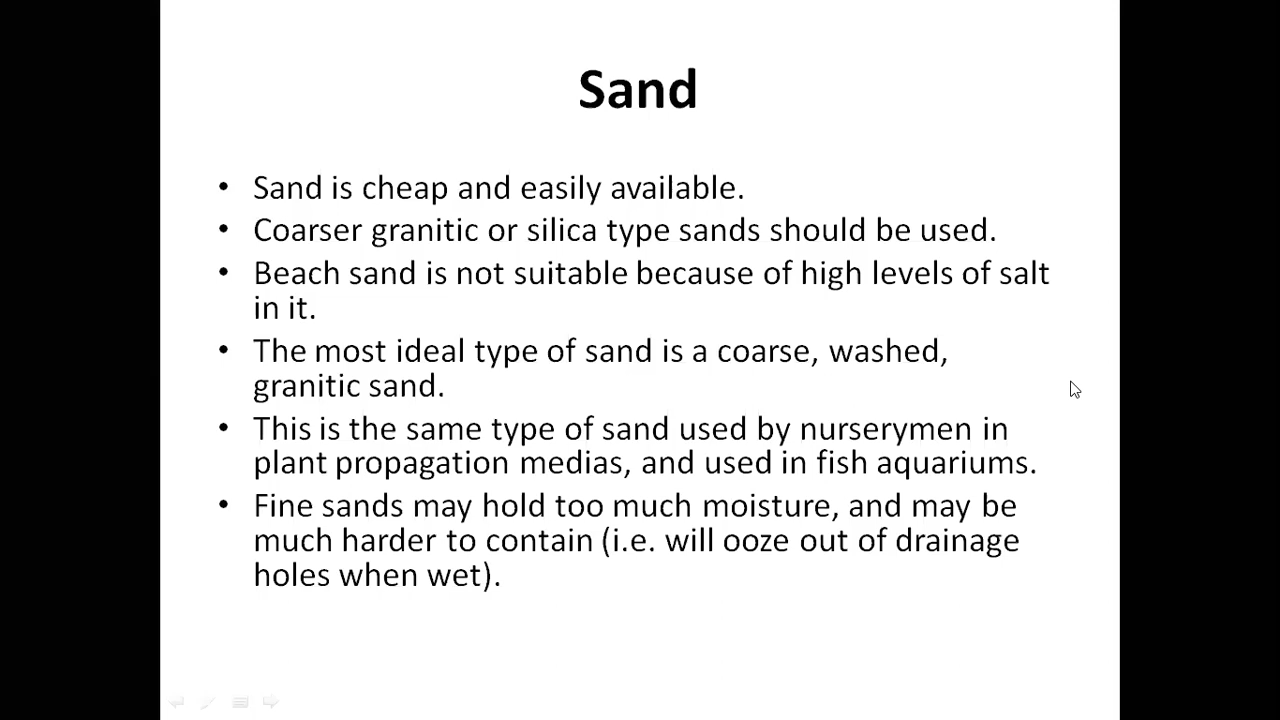 Sand
• Sand is cheap and easily available.
• Coarser granitic or silica type sands should be used.
• Beach sand is not suitable because of high levels of salt
in it.
• The most ideal type of sand is a coarse, washed,
granitic sand.
• This is the same type of sand used by nurserymen in
plant propagation medias, and used in fish aquariums.
• Fine sands may hold too much moisture, and may be
much harder to contain (i.e. will ooze out of drainage
holes when wet).